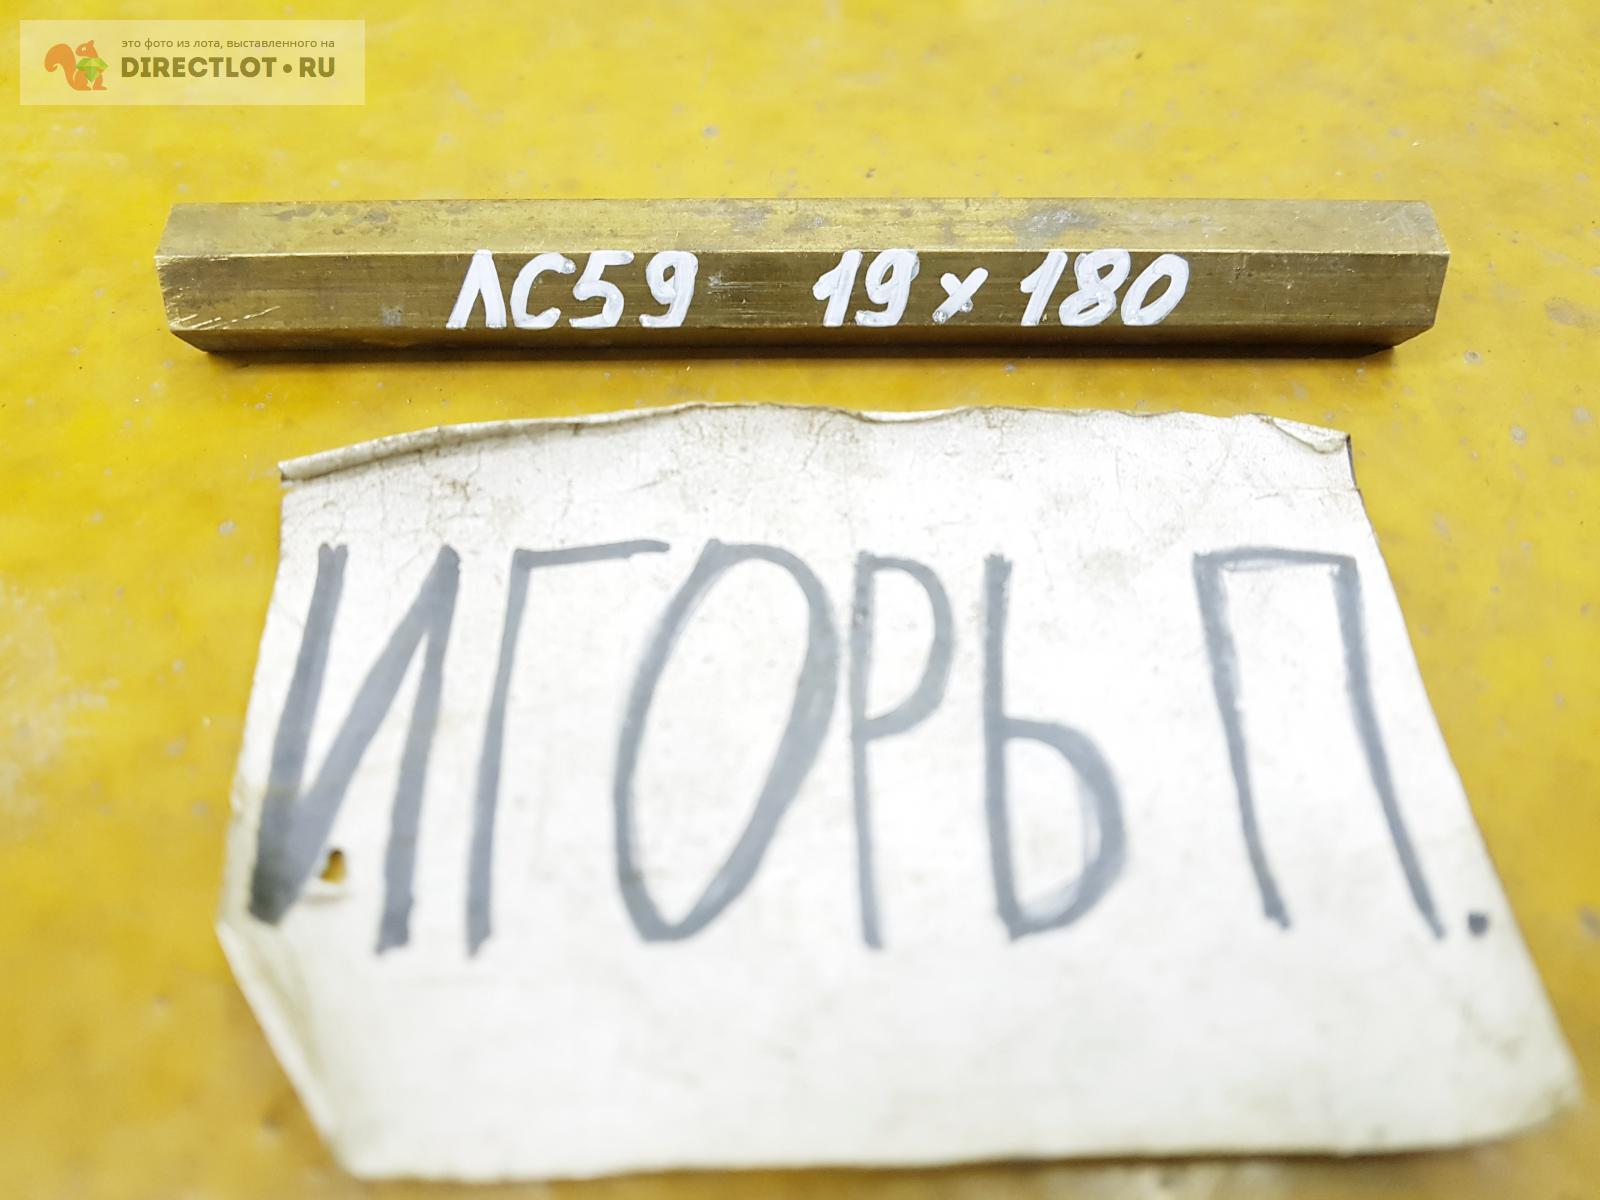 это фото из лота, выставленного на
DIRECTLOT•RU
ЛС59 19×180
ИГОРЬ П.